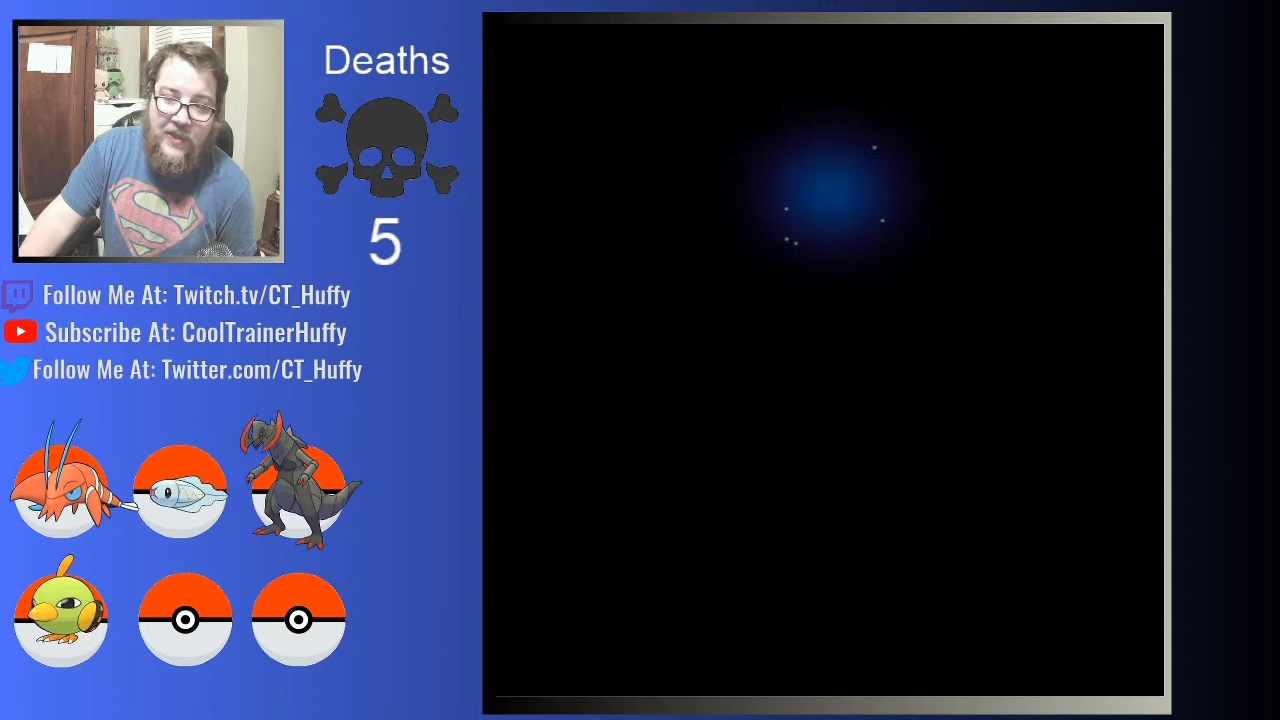 Deaths
5
Follow Me At: Twitch.tv/CT_Huffy
Subscribe At: CoolTrainerHuffy
Follow Me At: Twitter.com/CT_Huffy